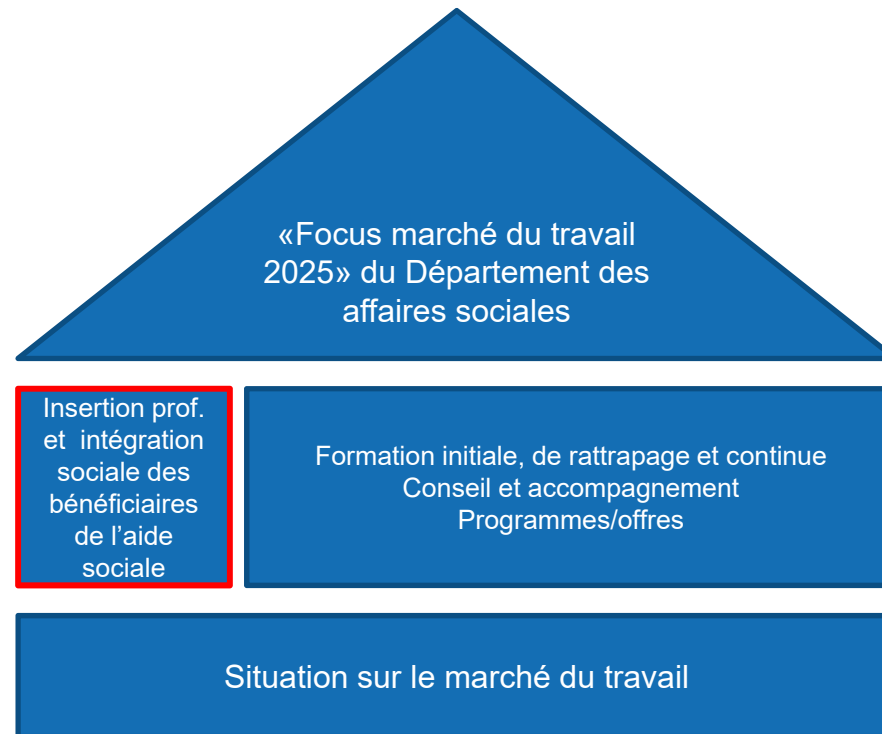 «Focus marché du travail
2025» du Département des
affaires sociales
Insertion prof.
et intégration
sociale des
bénéficiaires
de l'aide
sociale
Formation initiale, de rattrapage et continue
Conseil et accompagnement
Programmes/offres
Situation sur le marché du travail